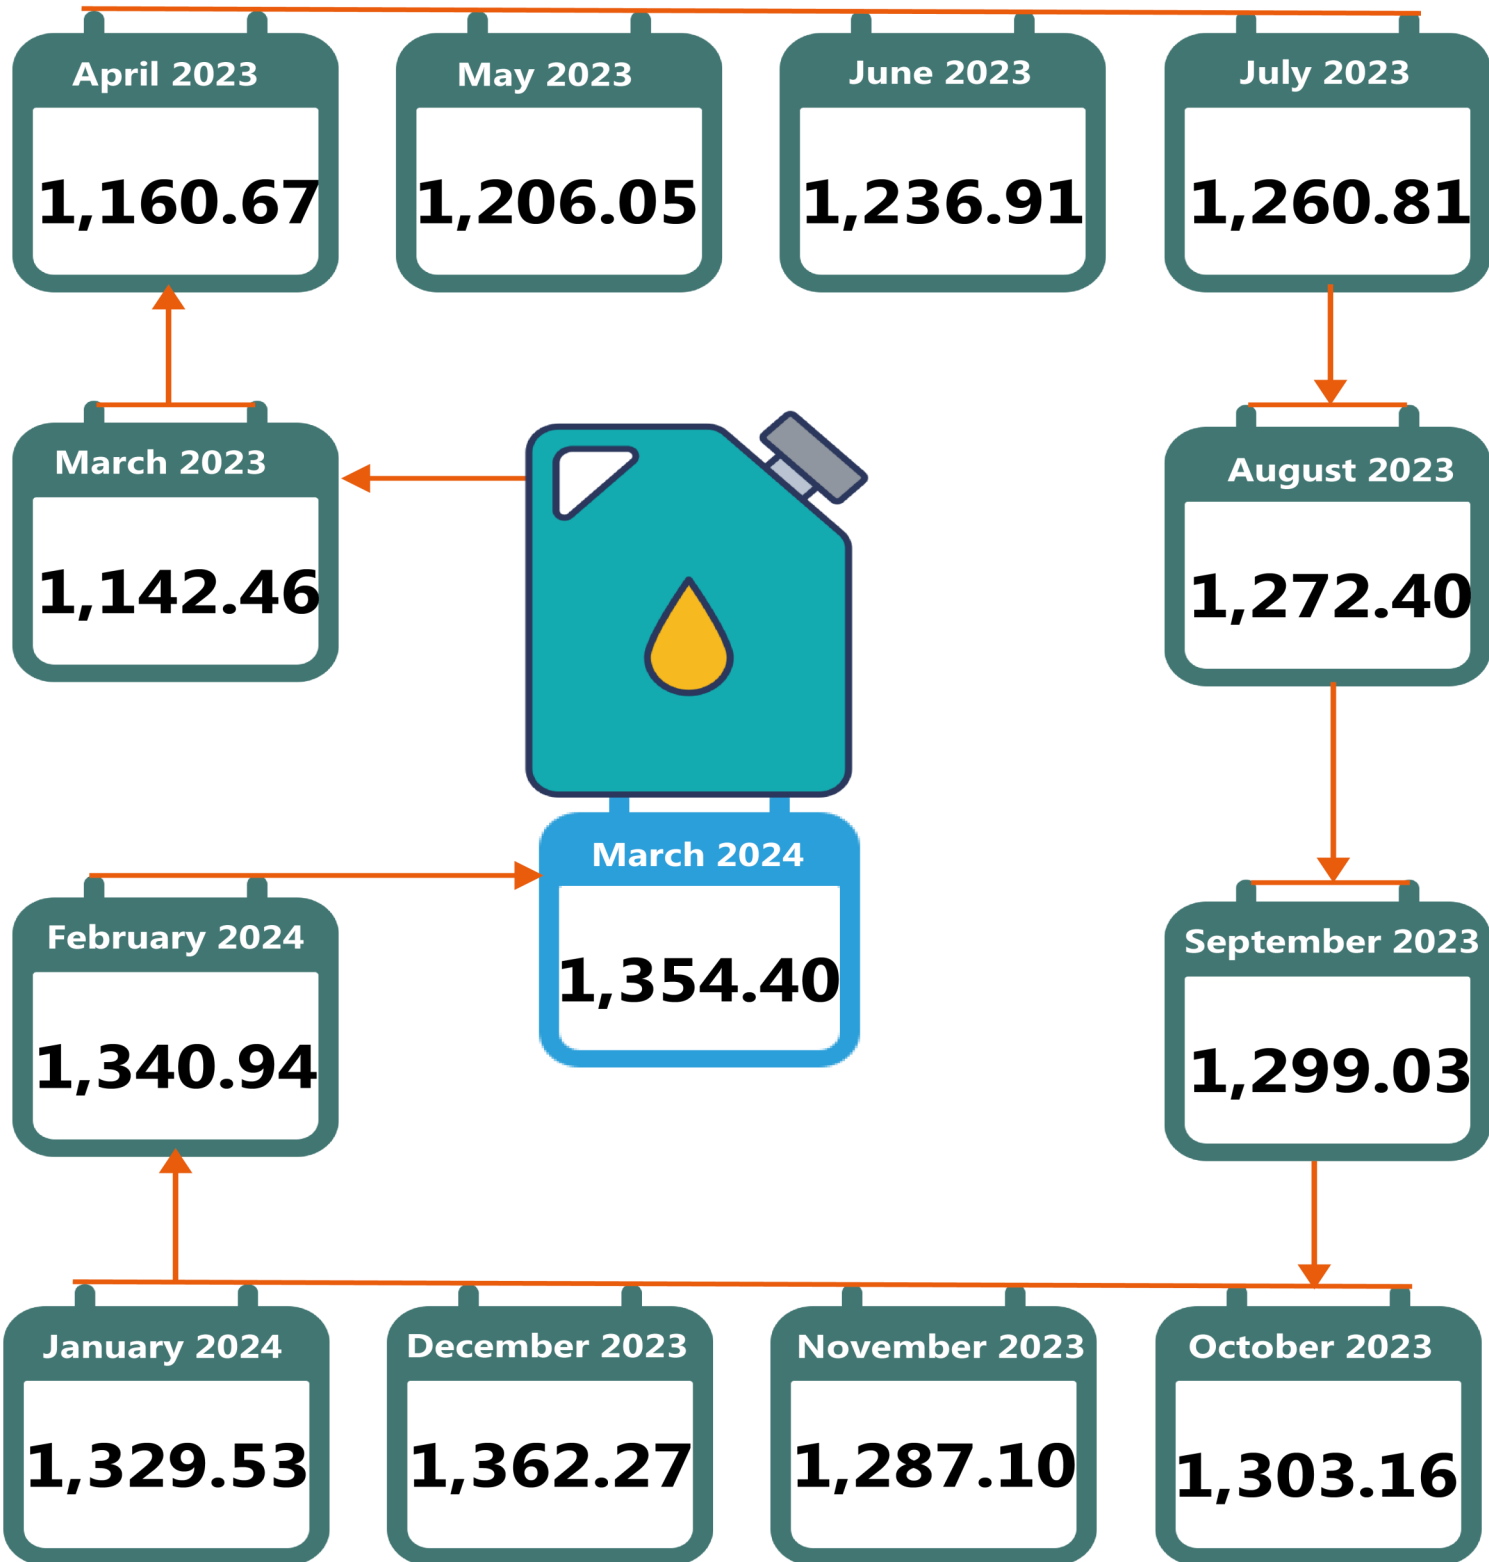 April 2023
1,160.67
May 2023
1,206.05
June 2023
1,236.91
July 2023
1,260.81
March 2023
1,142.46
August 2023
1,272.40
March 2024
1,354.40
February 2024
1,340.94
September 2023
1,299.03
January 2024
1,329.53
December 2023
1,362.27
November 2023
1,287.10
October 2023
1,303.16